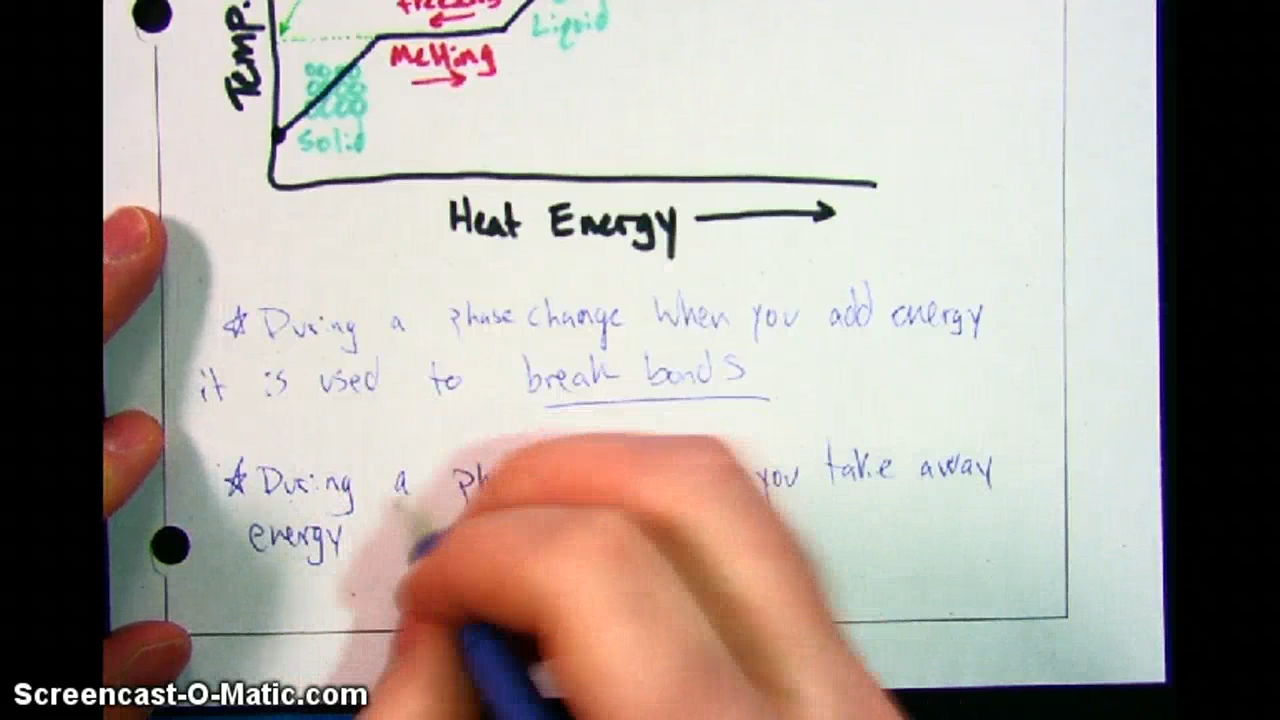 Temp.
freezing
Liquid
Melting
Solid
Heat Energy
☆ During a phase change when you add energy
it is used to break bonds
☆ During a ph you take away
energy
Screencast-O-Matic.com